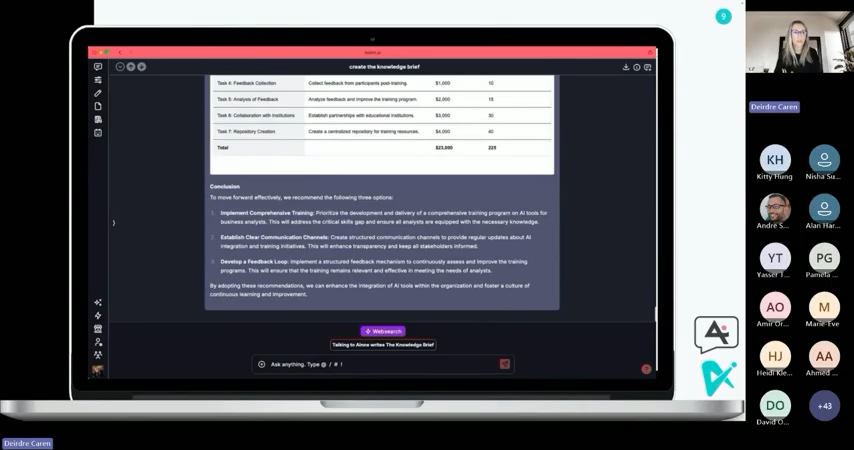 9
create the knowledge brief
Task 4: Feedback Collection Collect feedback from participants post-training. $1,000 10
Task 5: Analysis of Feedback Analyze feedback and improve the training program. $2,000 15
Task 6: Collaboration with Institutions Establish partnerships with educational institutions. $3,000 30
Task 7: Repository Creation Create a centralized repository for training resources. $4,000 40
Total $23,000 225
Conclusion
To move forward effectively, we recommend the following three options:
Implement Comprehensive Training: Prioritize the development and delivery of a comprehensive training program on AI tools for
business analysts. This will address the critical skills gap and ensure all analysts are equipped with the necessary knowledge.
Establish Clear Communication Channels: Create structured communication channels to provide regular updates about AI
integration and training initiatives. This will enhance transparency and keep all stakeholders informed.
Develop a Feedback Loop: Implement a structured feedback mechanism to continuously assess and improve the training
programs. This will ensure that the training remains relevant and effective in meeting the needs of analysts.
By adopting these recommendations, we can enhance the integration of AI tools within the organization and foster a culture of
continuous learning and improvement.
Websearch
Talking to Ainna writes The Knowledge Brief
Ask anything. Type @ / # !
Deirdre Caren
KH
Kitty Hung Nisha Su...
André S... Alan Har...
YT PG
Yasser T... Pamela ...
AO M
Amir Or... Marie-Eve
HJ AA
Heidi Kle... Ahmed ...
DO +43
David O...
Deirdre Caren